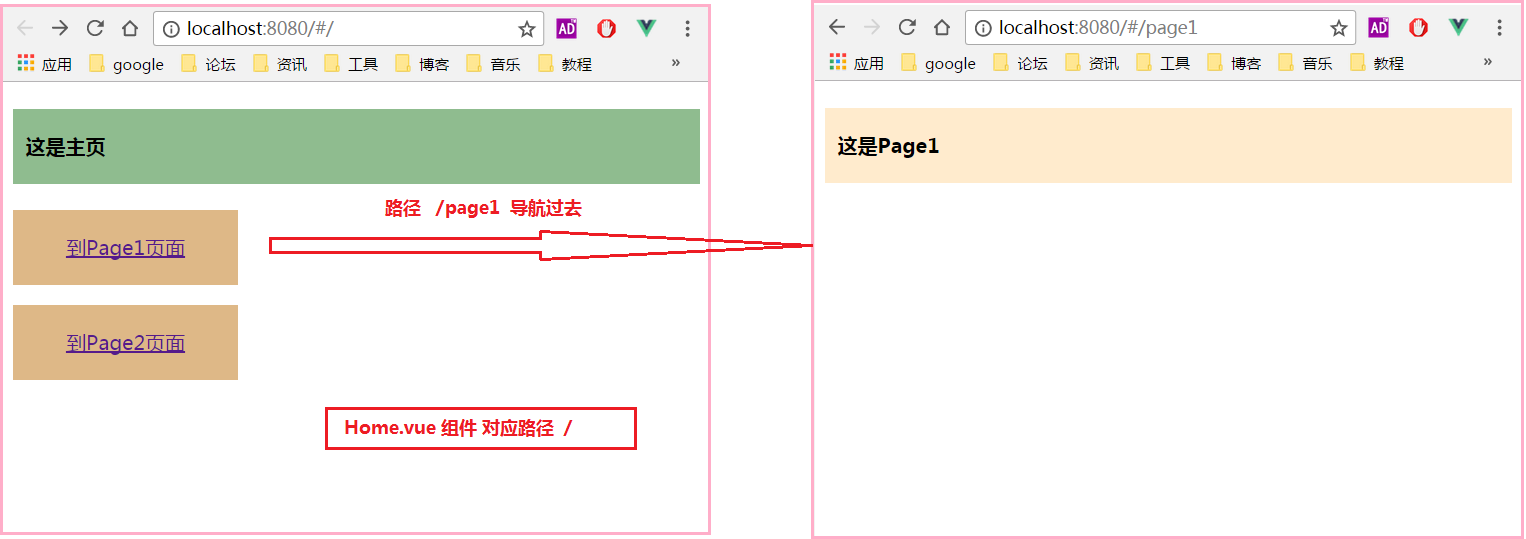 localhost:8080/#/
AD
应用 google 论坛 资讯 工具 博客 音乐 教程 »
这是主页
到Page1页面
到Page2页面
路径 /page1 导航过去
Home.vue 组件 对应路径 /
localhost:8080/#/page1
AD
应用 google 论坛 资讯 工具 博客 音乐 教程 »
这是Page1